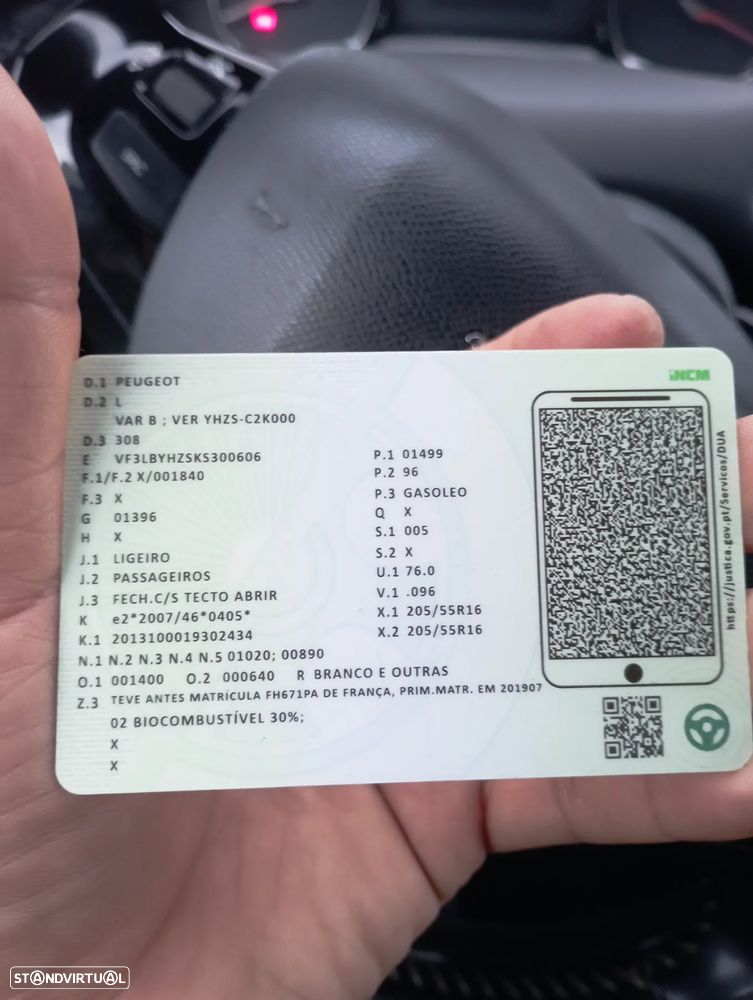 iNCM
D.1 PEUGEOT
D.2 L
VAR B ; VER YHZS-C2K000
D.3 308
E VF3LBYHZSKS300606
F.1/F.2 X/001840
F.3 X
G 01396
H X
J.1 LIGEIRO
J.2 PASSAGEIROS
J.3 FECH.C/S TECTO ABRIR
K e2*2007/46*0405*
K.1 2013100019302434
P.1 01499
P.2 96
P.3 GASOLEO
Q X
S.1 005
S.2 X
U.1 76.0
V.1 .096
X.1 205/55R16
X.2 205/55R16
N.1 N.2 N.3 N.4 N.5 01020; 00890
O.1 001400 O.2 000640 R BRANCO E OUTRAS
Z.3 TEVE ANTES MATRÍCULA FH671PA DE FRANÇA, PRIM.MATR. EM 201907
02 BIOCOMBUSTÍVEL 30%;
X
X
https://justica.gov.pt/Servicos/DUA
STANDVIRTUAL